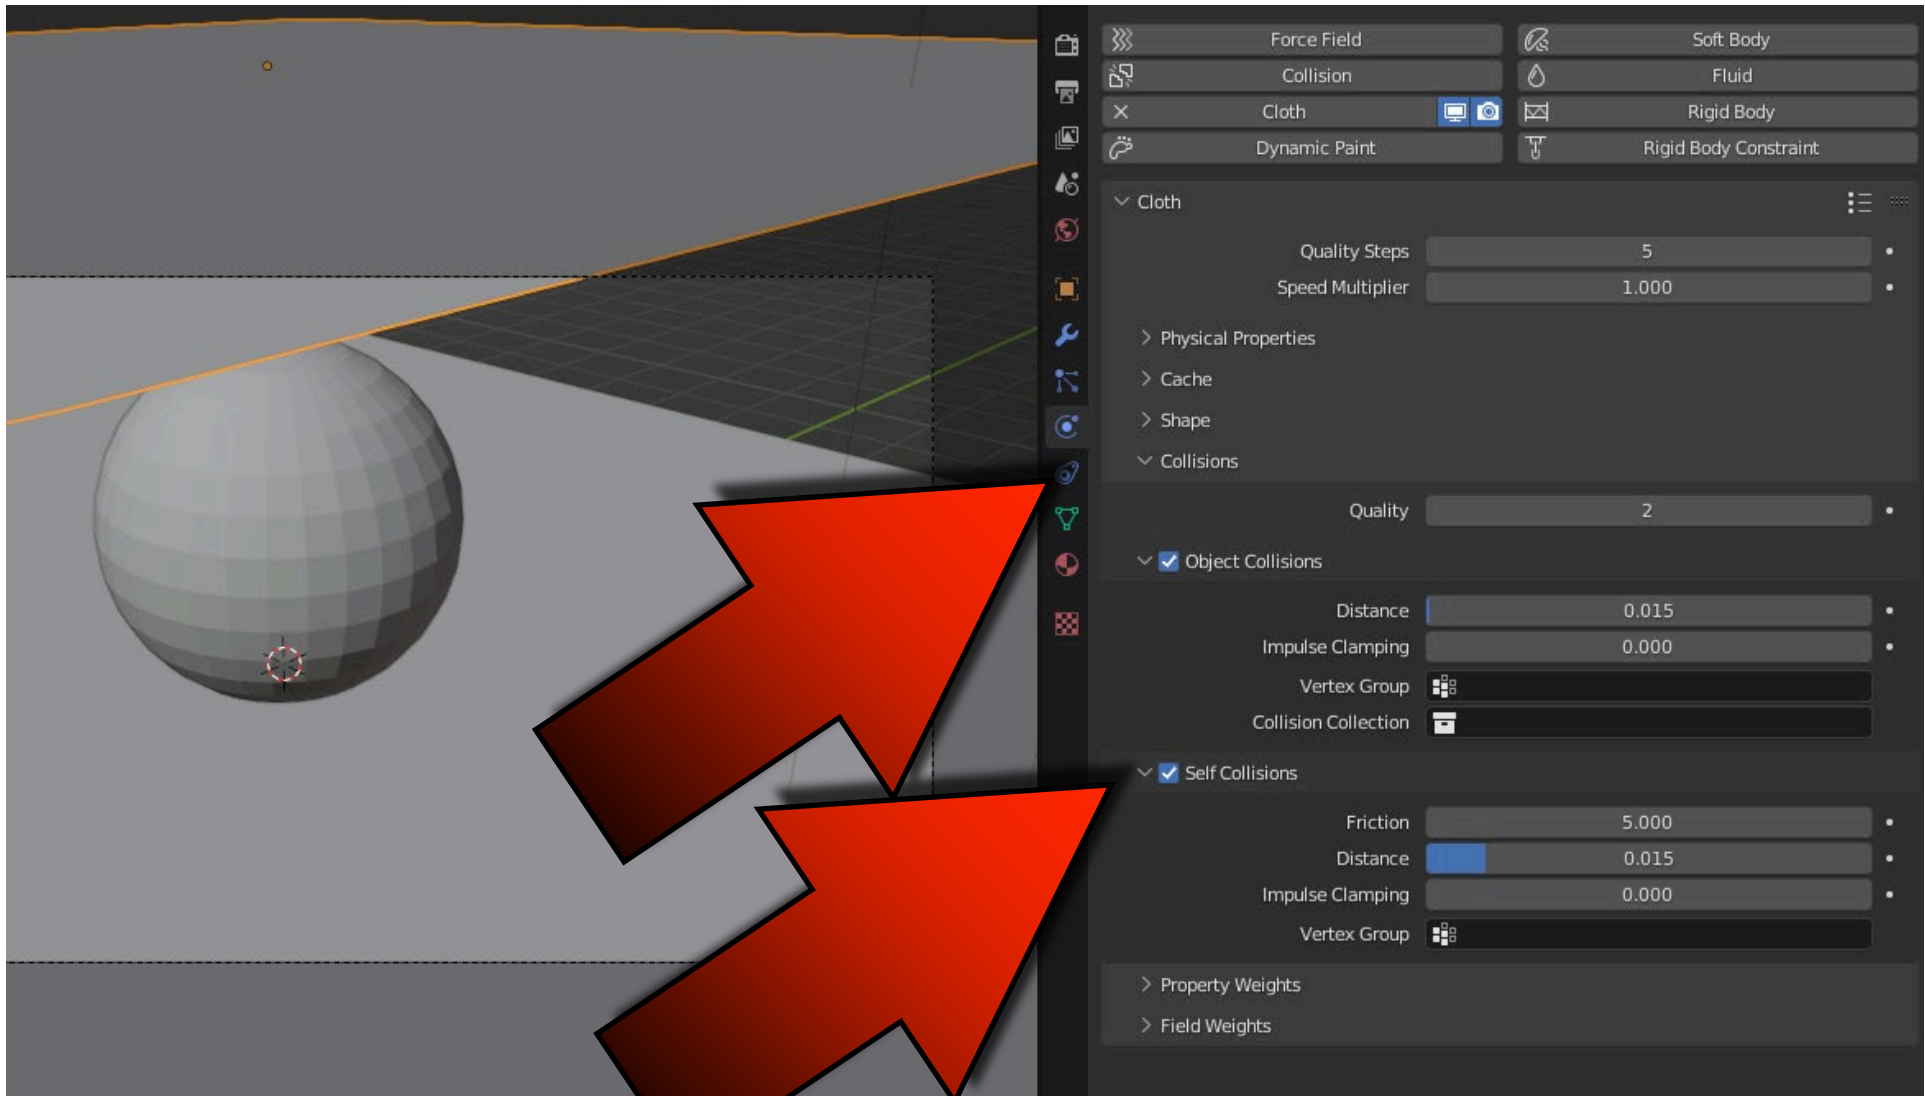 Force Field
Soft Body
Collision
Fluid
Cloth
Rigid Body
Dynamic Paint
Rigid Body Constraint
Cloth
Quality Steps 5
Speed Multiplier 1.000
Physical Properties
Cache
Shape
Collisions
Quality 2
Object Collisions
Distance 0.015
Impulse Clamping 0.000
Vertex Group
Collision Collection
Self Collisions
Friction 5.000
Distance 0.015
Impulse Clamping 0.000
Vertex Group
Property Weights
Field Weights